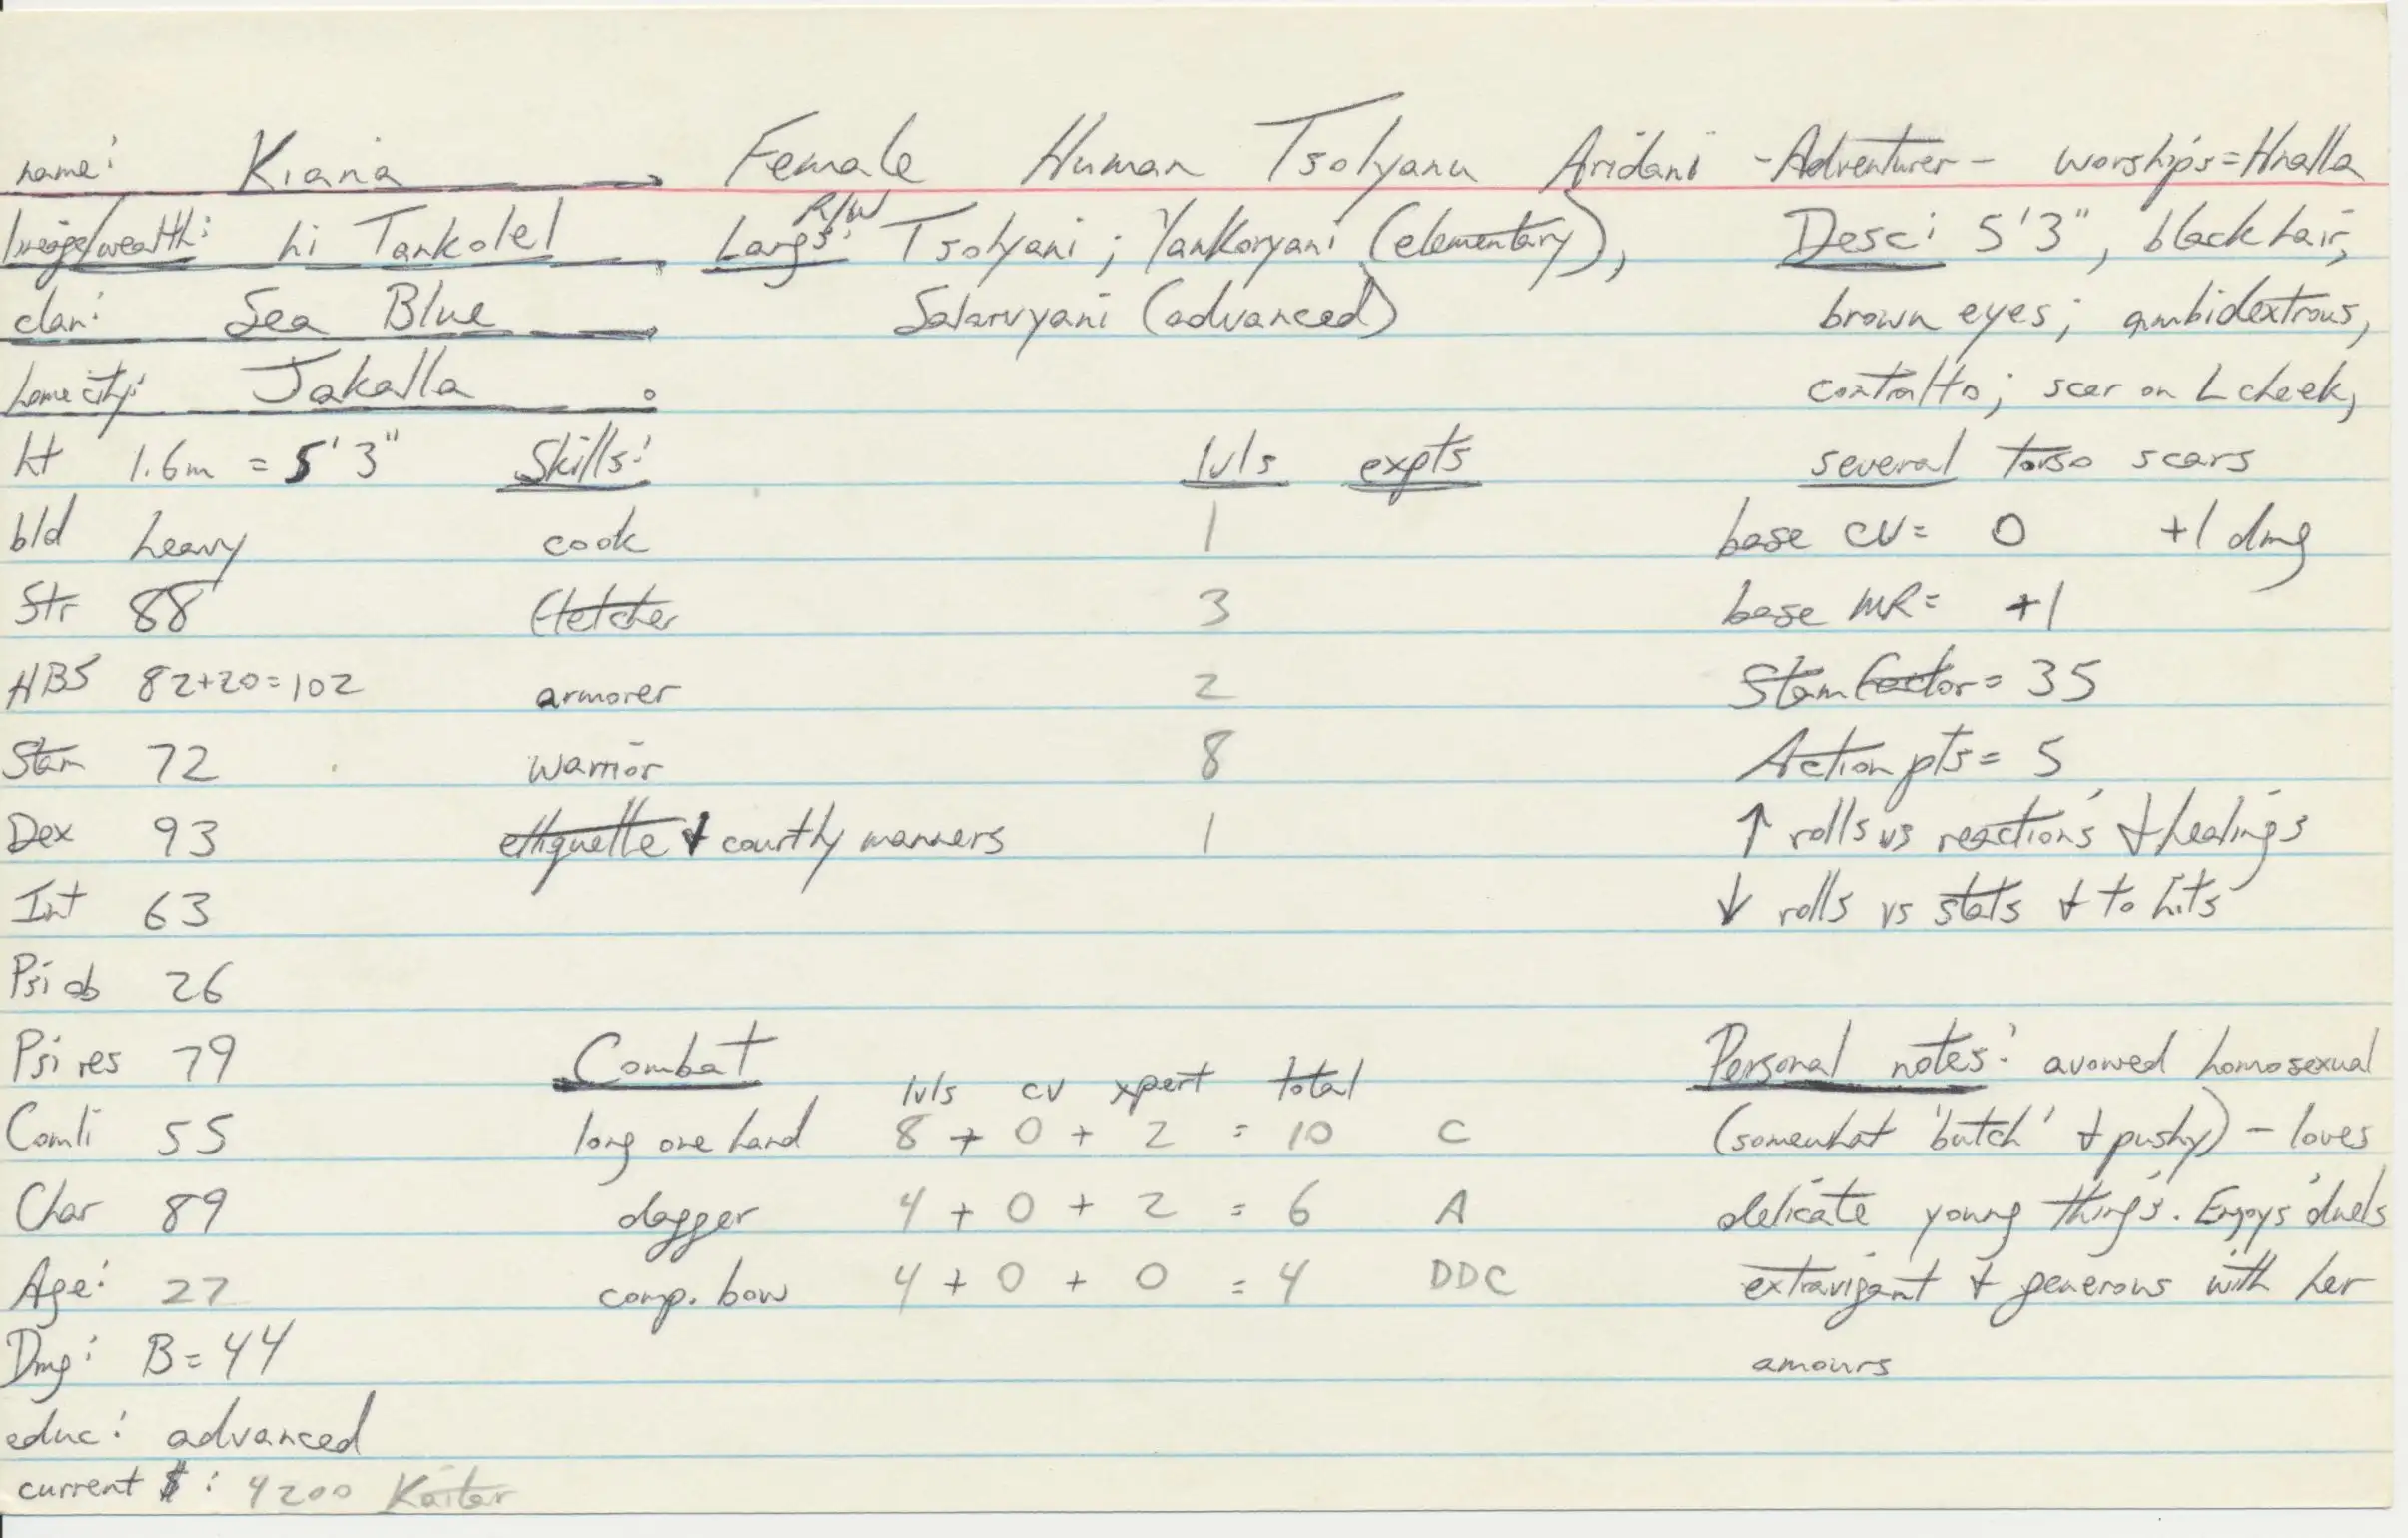 name: Kiana Female Human Tsolyanu Aridani -Adventurer- worships=Hnalla
lineage/wealth: hi Tankolel Langs: R/W Tsolyani; Yankoryani (elementary), Desc: 5'3", black hair,
clan: Sea Blue Salarvyani (advanced) brown eyes; ambidextrous,
home city: Jakalla contralto; scar on L cheek,
ht 1.6m = 5'3" Skills: lvls expts several torso scars
bld heavy cook 1 base CV= 0 +1 dmg
Str 88 fletcher 3 base MR= +1
HBS 82+20=102 armorer 2 Stam factor= 35
Stam 72 warrior 8 Action pts= 5
Dex 93 ettiquette & courtly manners 1 ↑ rolls vs reactions & healings
Int 63 ↓ rolls vs stats & to hits
Psi ab 26
Psi res 79 Combat lvls cv xpert total Personal notes: avowed homosexual
Comli 55 long one hand 8 + 0 + 2 = 10 C (somewhat 'butch' & pushy) - loves
Char 89 dagger 4 + 0 + 2 = 6 A delicate young things. Enjoys duels
Age: 27 comp. bow 4 + 0 + 0 = 4 DDC extravigant & generous with her
Dmg: B=44 amours
educ: advanced
current $: 4200 Kaitar